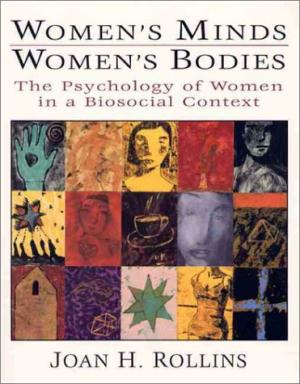 WOMEN'S MINDS
WOMEN'S BODIES
The Psychology of Women
in a Biosocial Context
JOAN H. ROLLINS